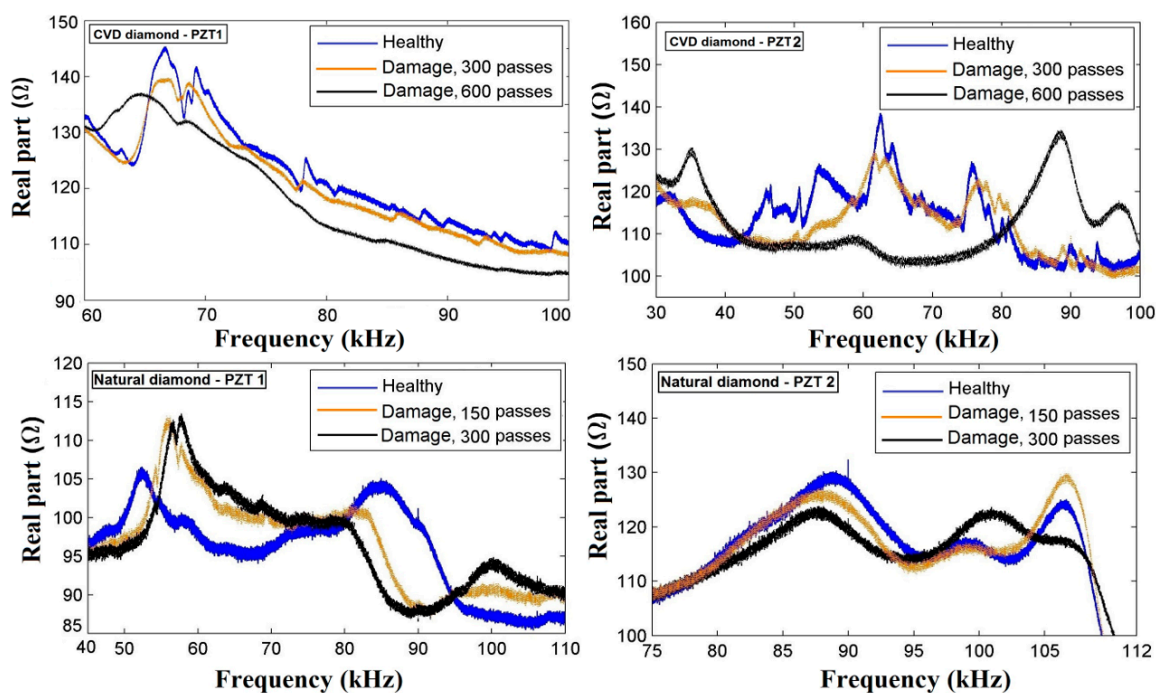 CVD diamond - PZT1
Healthy
Damage, 300 passes
Damage, 600 passes
Real part (Ω)
150
140
130
120
110
100
90
60 70 80 90 100
Frequency (kHz)
CVD diamond - PZT2
Healthy
Damage, 300 passes
Damage, 600 passes
Real part (Ω)
160
150
140
130
120
110
100
30 40 50 60 70 80 90 100
Frequency (kHz)
Natural diamond - PZT 1
Healthy
Damage, 150 passes
Damage, 300 passes
Real part (Ω)
120
115
110
105
100
95
90
85
40 50 60 70 80 90 100 110
Frequency (kHz)
Natural diamond - PZT 2
Healthy
Damage, 150 passes
Damage, 300 passes
Real part (Ω)
150
140
130
120
110
100
75 80 85 90 95 100 105 112
Frequency (kHz)